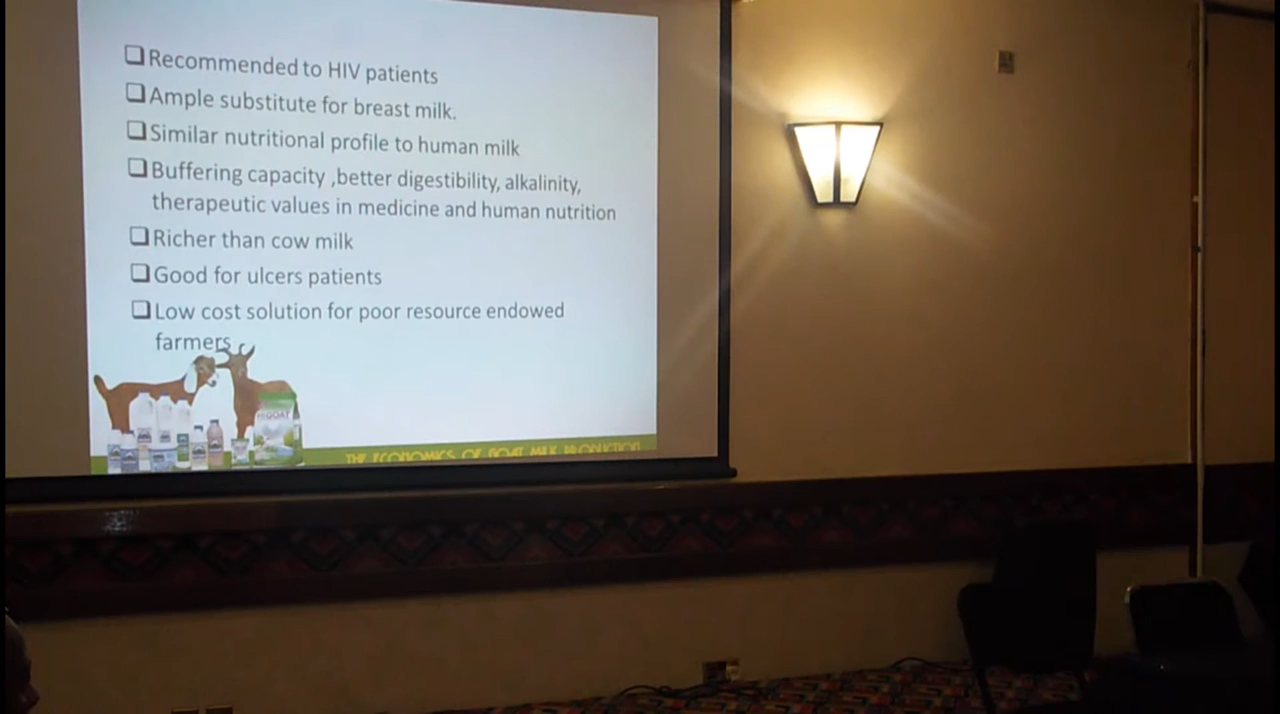 Recommended to HIV patients
Ample substitute for breast milk.
Similar nutritional profile to human milk
Buffering capacity ,better digestibility, alkalinity,
therapeutic values in medicine and human nutrition
Richer than cow milk
Good for ulcers patients
Low cost solution for poor resource endowed
farmers
THE ECONOMICS OF GOAT MILK PRODUCTION